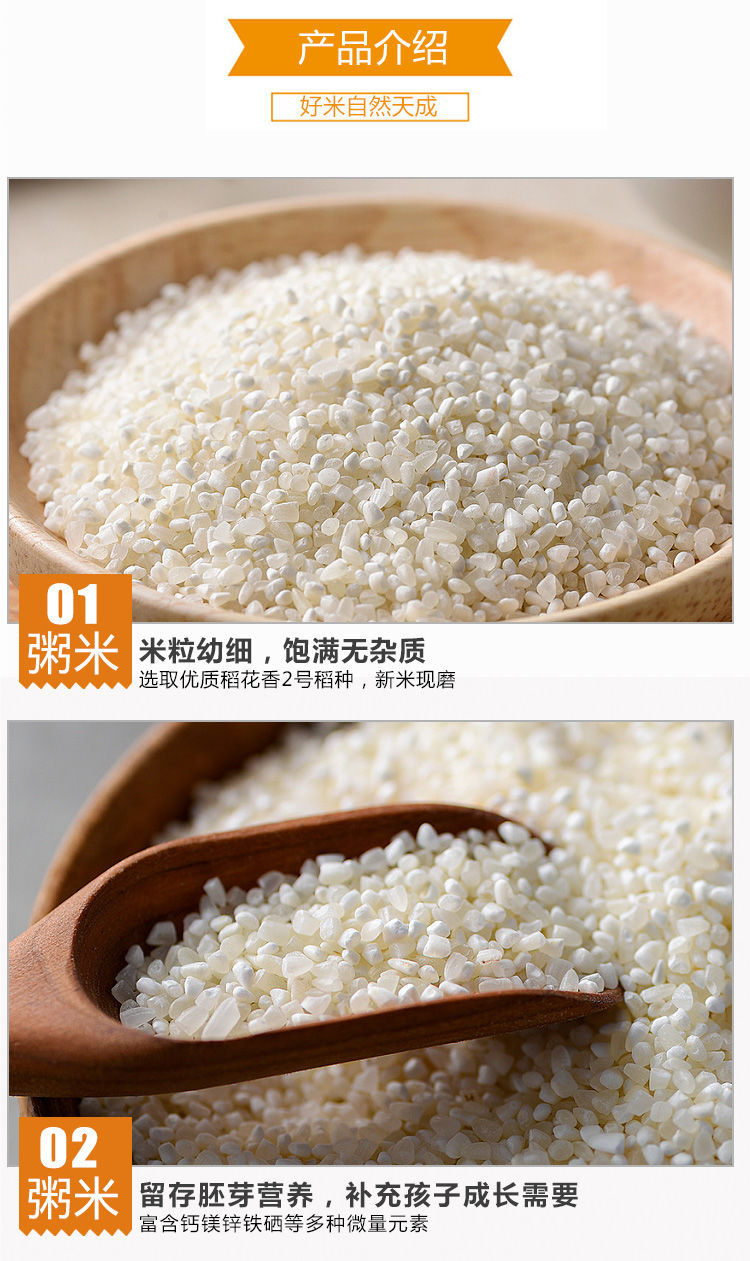 产品介绍
好米自然天成
01
粥米
米粒幼细，饱满无杂质
选取优质稻花香2号稻种，新米现磨
02
粥米
留存胚芽营养，补充孩子成长需要
富含钙镁锌铁硒等多种微量元素